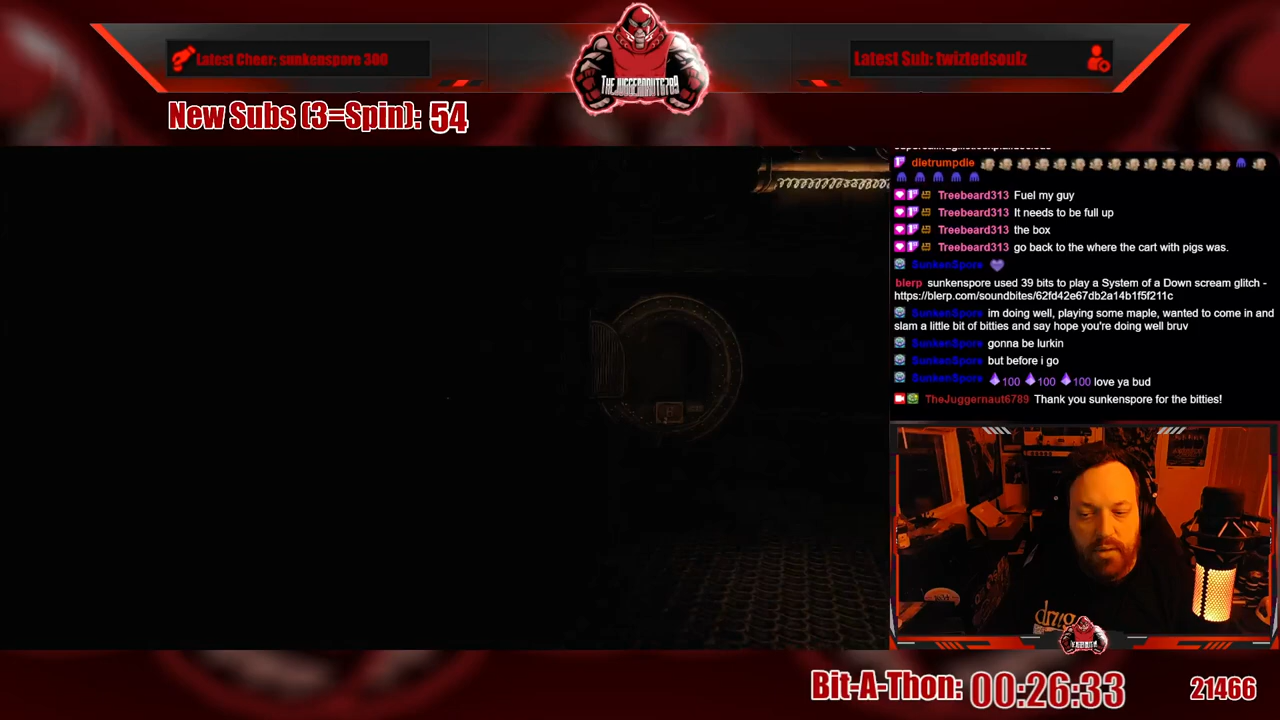 Latest Cheer: sunkenspore 300
THEJUGGERNAUT6789
Latest Sub: twiztedsoulz
New Subs (3=Spin): 54
dietrumpdie
Treebeard313 Fuel my guy
Treebeard313 It needs to be full up
Treebeard313 the box
Treebeard313 go back to the where the cart with pigs was.
SunkenSpore
blerp sunkenspore used 39 bits to play a System of a Down scream glitch -
https://blerp.com/soundbites/62fd42e67db2a14b1f5f211c
SunkenSpore im doing well, playing some maple, wanted to come in and
slam a little bit of bitties and say hope you're doing well bruv
SunkenSpore gonna be lurkin
SunkenSpore but before i go
SunkenSpore 100 100 100 love ya bud
TheJuggernaut6789 Thank you sunkenspore for the bitties!
Bit-A-Thon: 00:26:33 21466